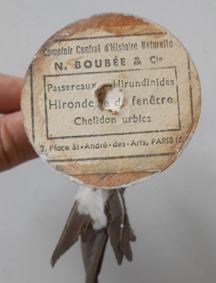 Comptoir Central d'Histoire Naturelle
N. BOUBÉE & Cie
Passereaux Hirundinidés
Hirondelle de fenêtre
Chelidon urbica
3, Place St-André-des-Arts, PARIS (6